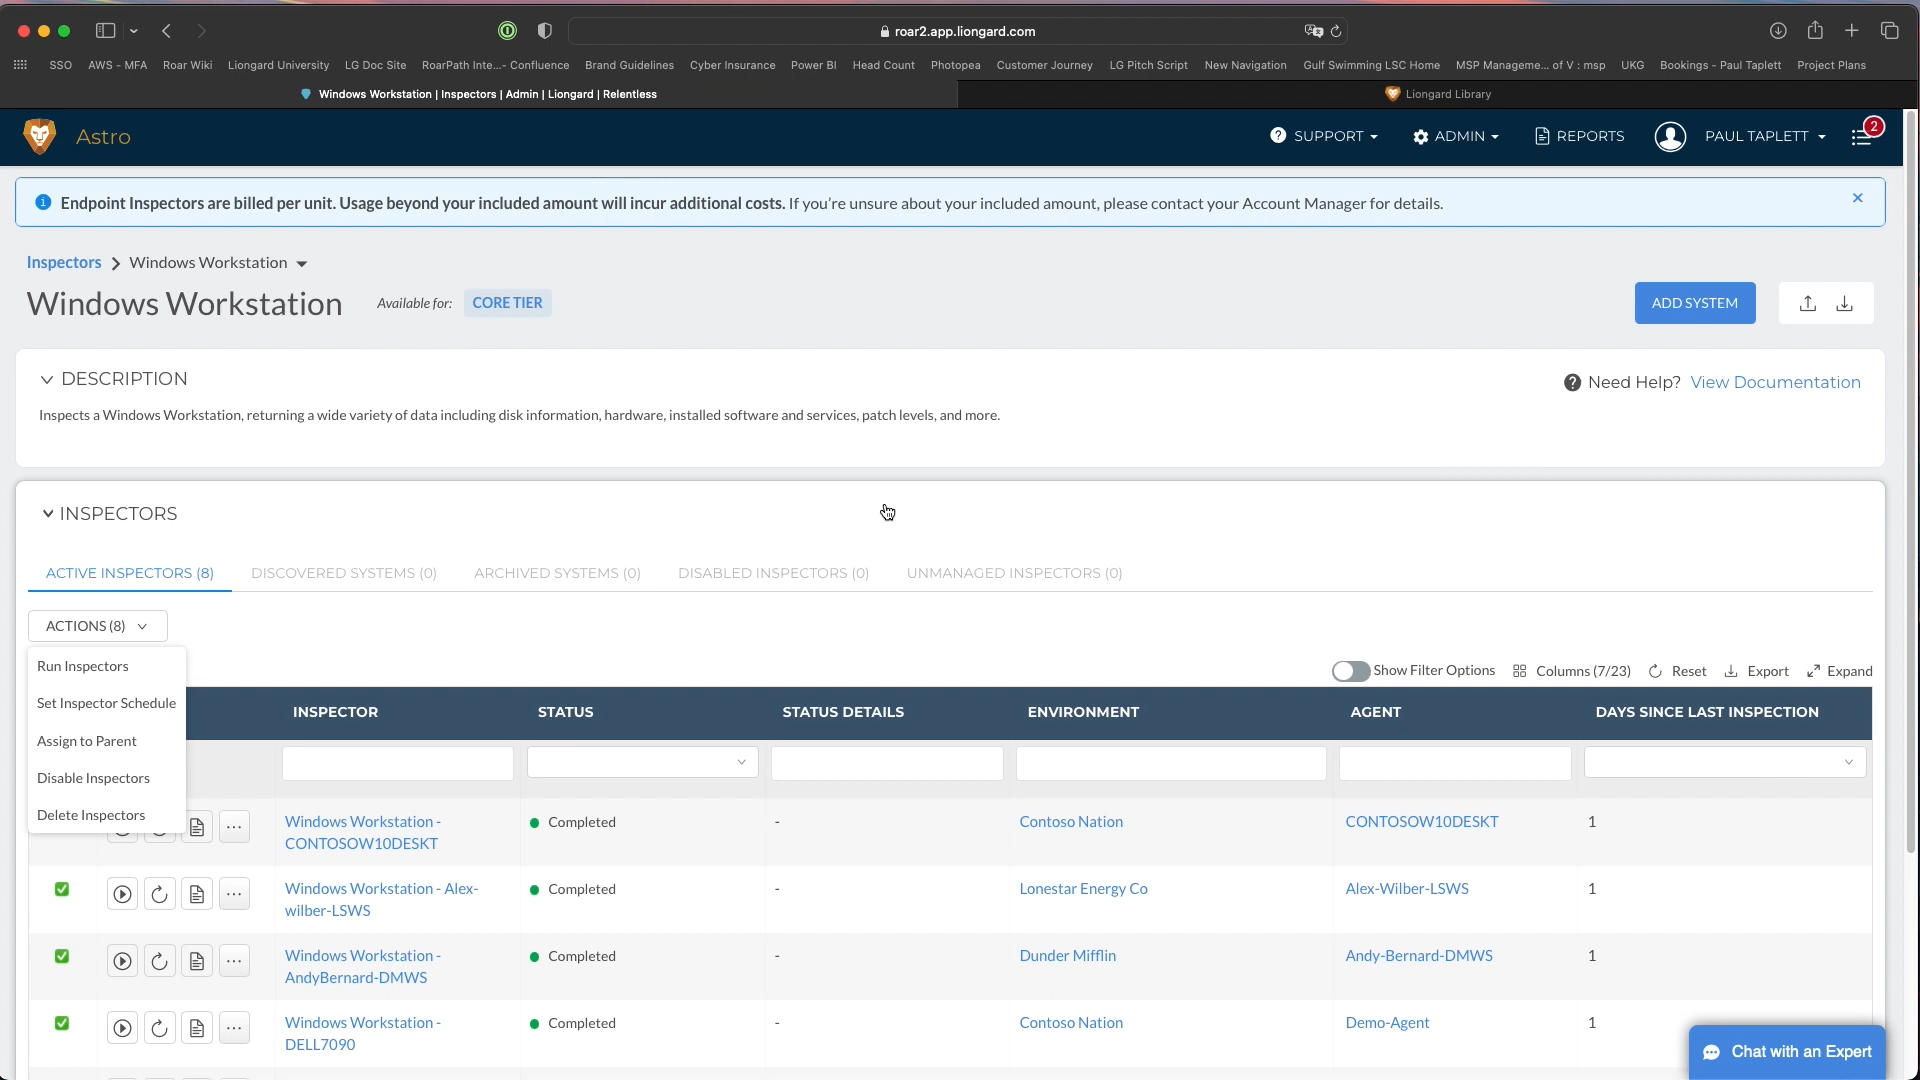 roar2.app.liongard.com
SSO AWS - MFA Roar Wiki Liongard University LG Doc Site RoarPath Inte...- Confluence Brand Guidelines Cyber Insurance Power BI Head Count Photopea Customer Journey LG Pitch Script New Navigation Gulf Swimming LSC Home MSP Manageme... of V : msp UKG Bookings - Paul Taplett Project Plans
Windows Workstation | Inspectors | Admin | Liongard | Relentless Liongard Library
Astro SUPPORT ADMIN REPORTS PAUL TAPLETT 2
Endpoint Inspectors are billed per unit. Usage beyond your included amount will incur additional costs. If you're unsure about your included amount, please contact your Account Manager for details.
Inspectors > Windows Workstation
Windows Workstation Available for: CORE TIER ADD SYSTEM
DESCRIPTION Need Help? View Documentation
Inspects a Windows Workstation, returning a wide variety of data including disk information, hardware, installed software and services, patch levels, and more.
INSPECTORS
ACTIVE INSPECTORS (8) DISCOVERED SYSTEMS (0) ARCHIVED SYSTEMS (0) DISABLED INSPECTORS (0) UNMANAGED INSPECTORS (0)
ACTIONS (8)
Run Inspectors
Set Inspector Schedule
Assign to Parent
Disable Inspectors
Delete Inspectors
Show Filter Options Columns (7/23) Reset Export Expand
INSPECTOR STATUS STATUS DETAILS ENVIRONMENT AGENT DAYS SINCE LAST INSPECTION
Windows Workstation - Completed - Contoso Nation CONTOSOW10DESKT 1
CONTOSOW10DESKT
Windows Workstation - Alex- Completed - Lonestar Energy Co Alex-Wilber-LSWS 1
wilber-LSWS
Windows Workstation - Completed - Dunder Mifflin Andy-Bernard-DMWS 1
AndyBernard-DMWS
Windows Workstation - Completed - Contoso Nation Demo-Agent 1
DELL7090
Chat with an Expert